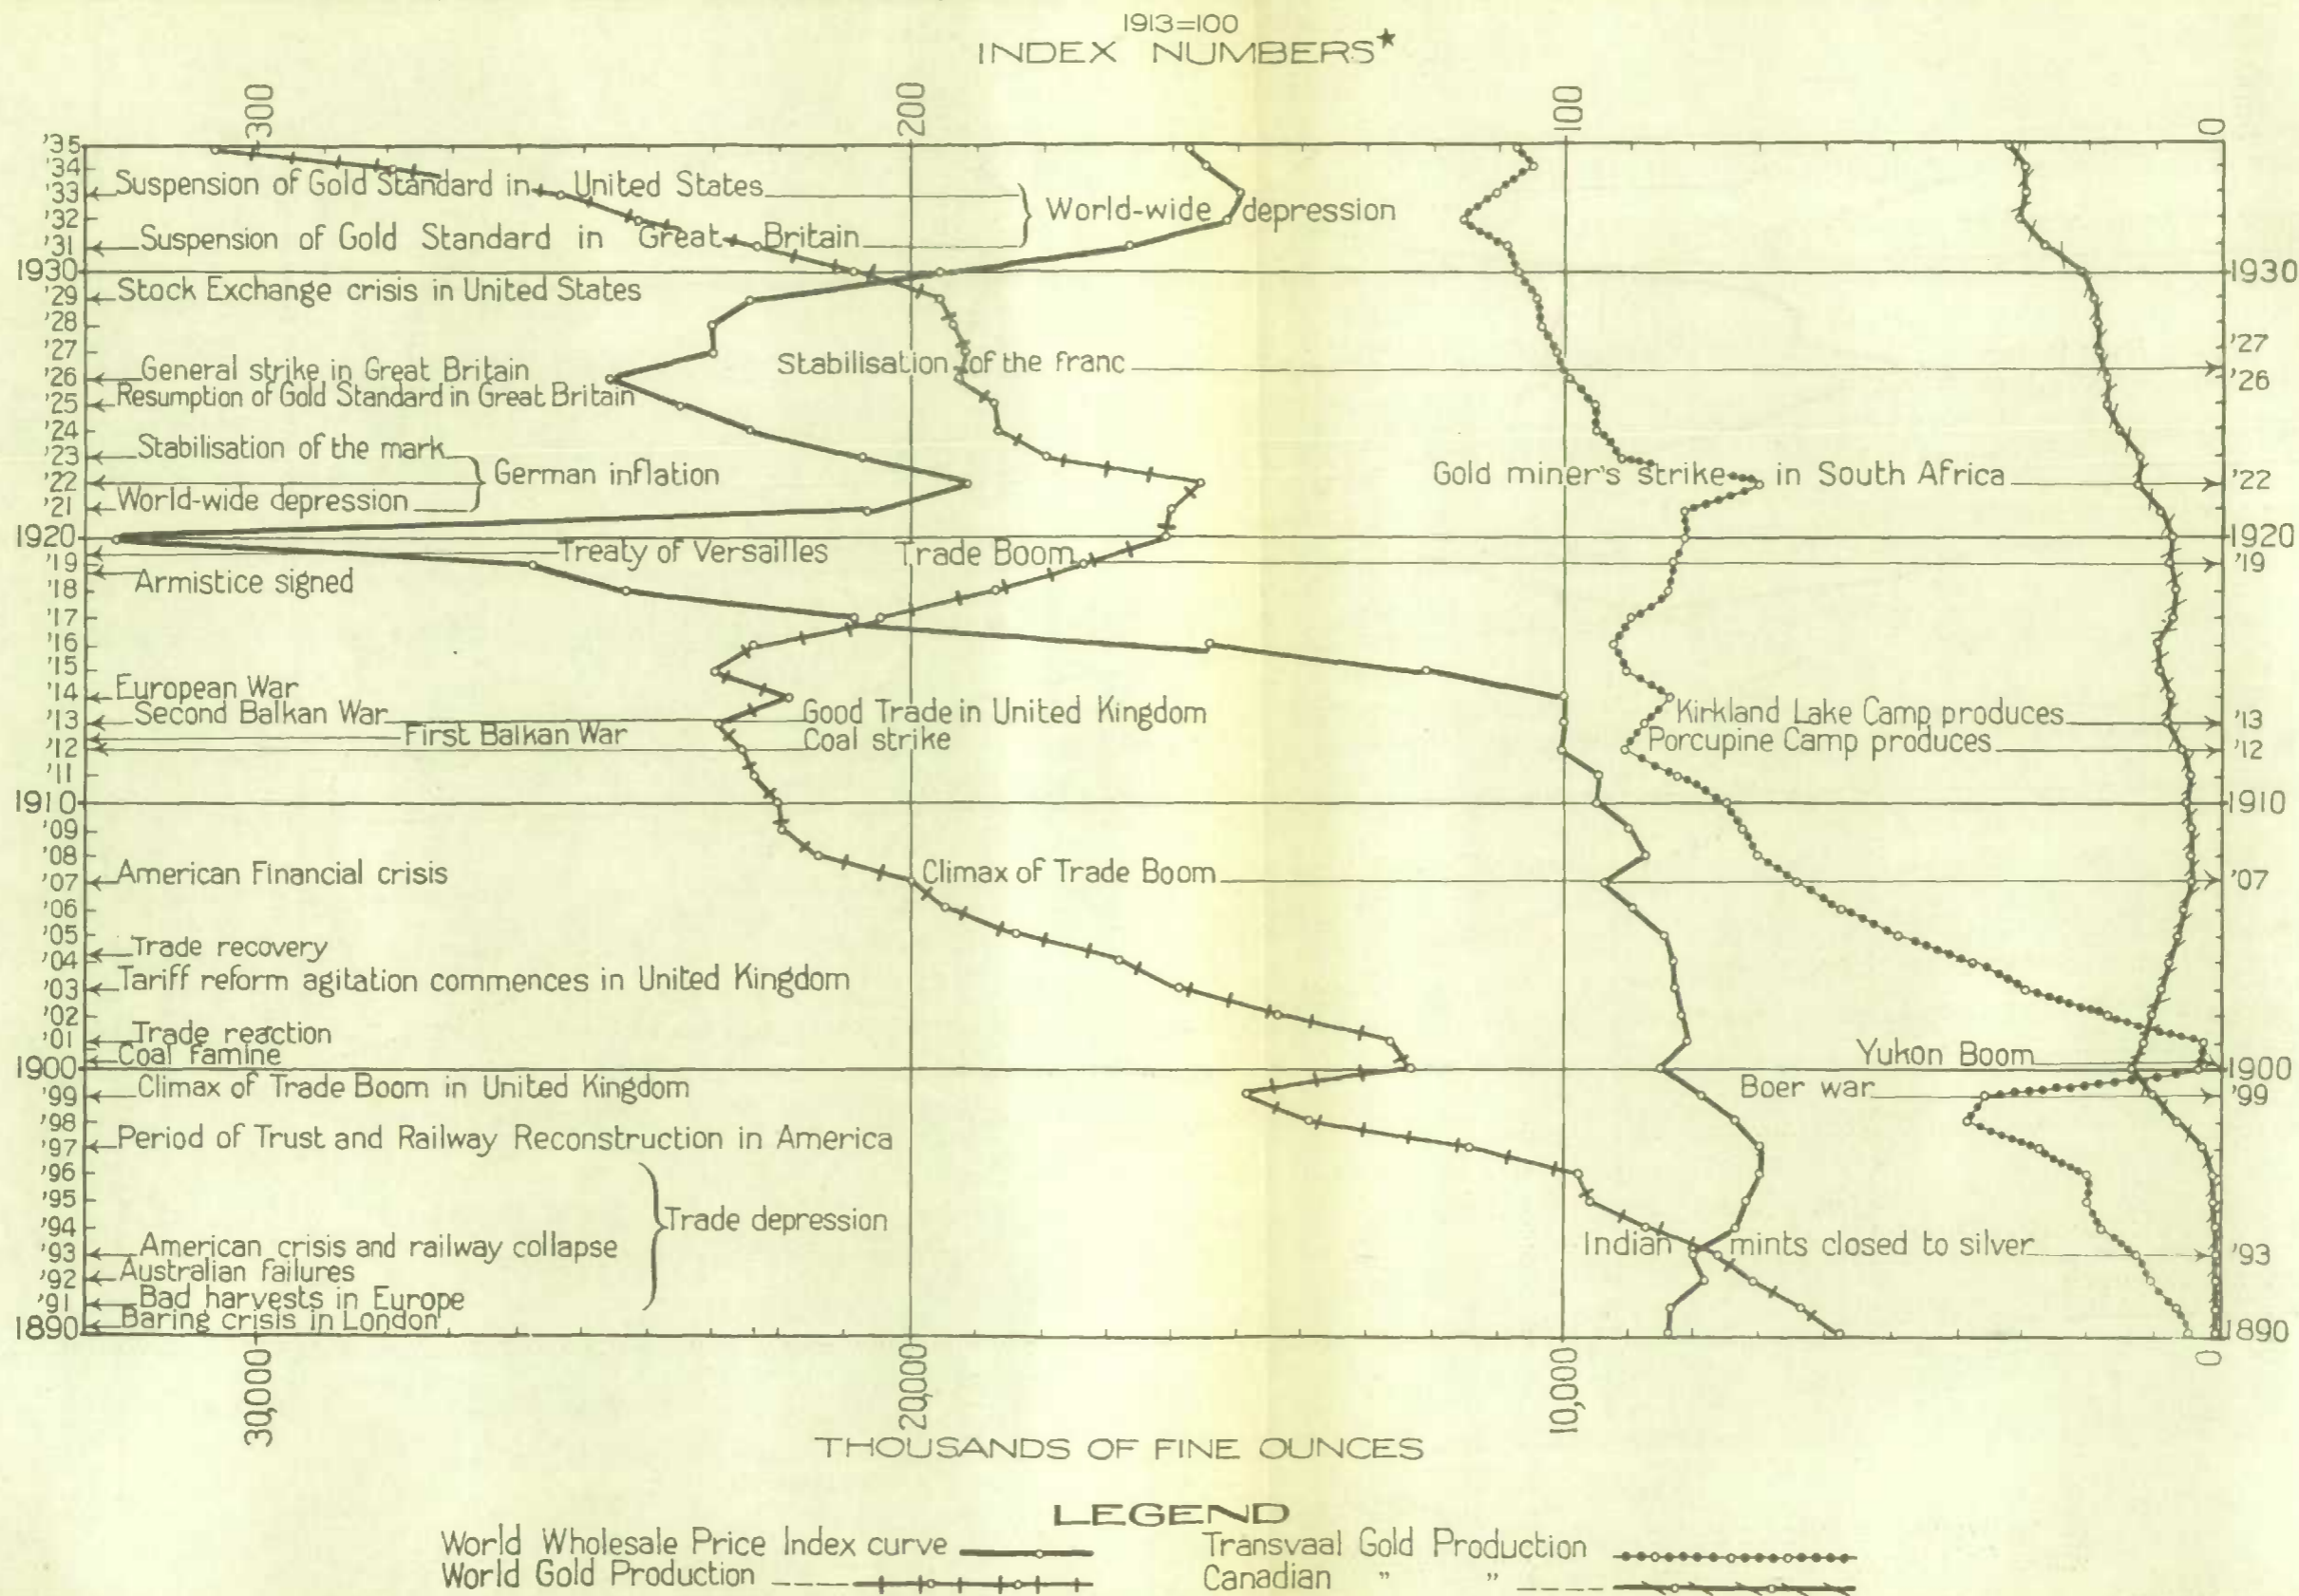 1913=100
INDEX NUMBERS*
300 200 100 0
'35
'34
'33 Suspension of Gold Standard in United States
World-wide depression
'32
'31 Suspension of Gold Standard in Great Britain
1930 1930
'29 Stock Exchange crisis in United States
'28
'27 '27
Stabilisation of the franc
'26 General strike in Great Britain '26
'25 Resumption of Gold Standard in Great Britain
'24
'23 Stabilisation of the mark
German inflation
'22 Gold miner's strike in South Africa '22
'21 World-wide depression
1920 1920
Treaty of Versailles Trade Boom
'19 '19
Armistice signed
'18
'17
'16
'15
'14 European War
'13 Second Balkan War Good Trade in United Kingdom Kirkland Lake Camp produces '13
First Balkan War
'12 Coal strike Porcupine Camp produces '12
'11
1910 1910
'09
'08
'07 American Financial crisis Climax of Trade Boom '07
'06
'05
Trade recovery
'04
'03 Tariff reform agitation commences in United Kingdom
'02
'01 Trade reaction
Coal famine Yukon Boom
1900 1900
'99 Climax of Trade Boom in United Kingdom Boer war '99
'98
'97 Period of Trust and Railway Reconstruction in America
'96
'95
'94 Trade depression
'93 American crisis and railway collapse Indian mints closed to silver '93
'92 Australian failures
'91 Bad harvests in Europe
Baring crisis in London
1890 1890
30,000 20,000 10,000 0
THOUSANDS OF FINE OUNCES
LEGEND
World Wholesale Price Index curve Transvaal Gold Production
World Gold Production Canadian " "